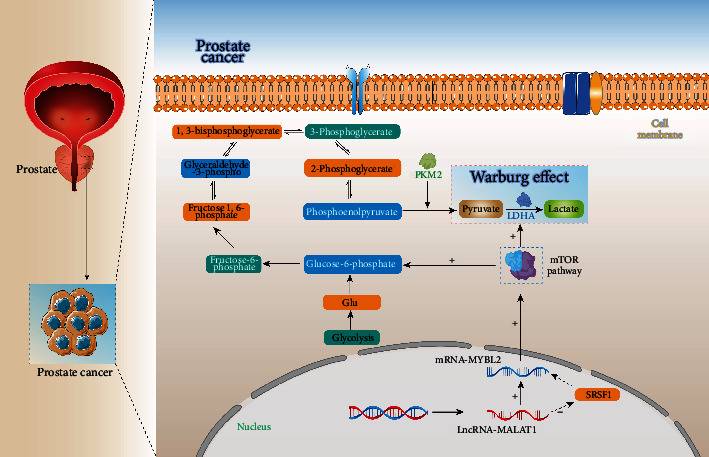 Prostate
cancer
Cell
membrane
1, 3-bisphosphoglycerate
3-Phosphoglycerate
Glyceraldehyde
-3-phospho
2-Phosphoglycerate
PKM2
Warburg effect
Prostate
Fructose 1, 6-
phosphate
Phosphoenolpyruvate
Pyruvate
LDHA
Lactate
+
Fructose-6-
phosphate
Glucose-6-phosphate
+
mTOR
pathway
Glu
+
Glycolysis
mRNA-MYBL2
Prostate cancer
+
SRSF1
Nucleus
LncRNA-MALAT1